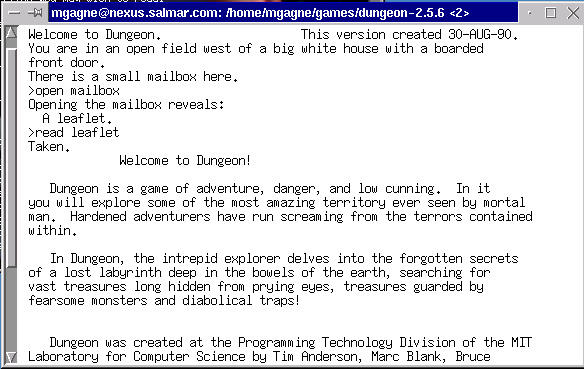 mgagne@nexus.salmar.com: /home/mgagne/games/dungeon-2.5.6 <2>
Welcome to Dungeon. This version created 30-AUG-90.
You are in an open field west of a big white house with a boarded
front door.
There is a small mailbox here.
>open mailbox
Opening the mailbox reveals:
A leaflet.
>read leaflet
Taken.
Welcome to Dungeon!
Dungeon is a game of adventure, danger, and low cunning. In it
you will explore some of the most amazing territory ever seen by mortal
man. Hardened adventurers have run screaming from the terrors contained
within.
In Dungeon, the intrepid explorer delves into the forgotten secrets
of a lost labyrinth deep in the bowels of the earth, searching for
vast treasures long hidden from prying eyes, treasures guarded by
fearsome monsters and diabolical traps!
Dungeon was created at the Programming Technology Division of the MIT
Laboratory for Computer Science by Tim Anderson, Marc Blank, Bruce